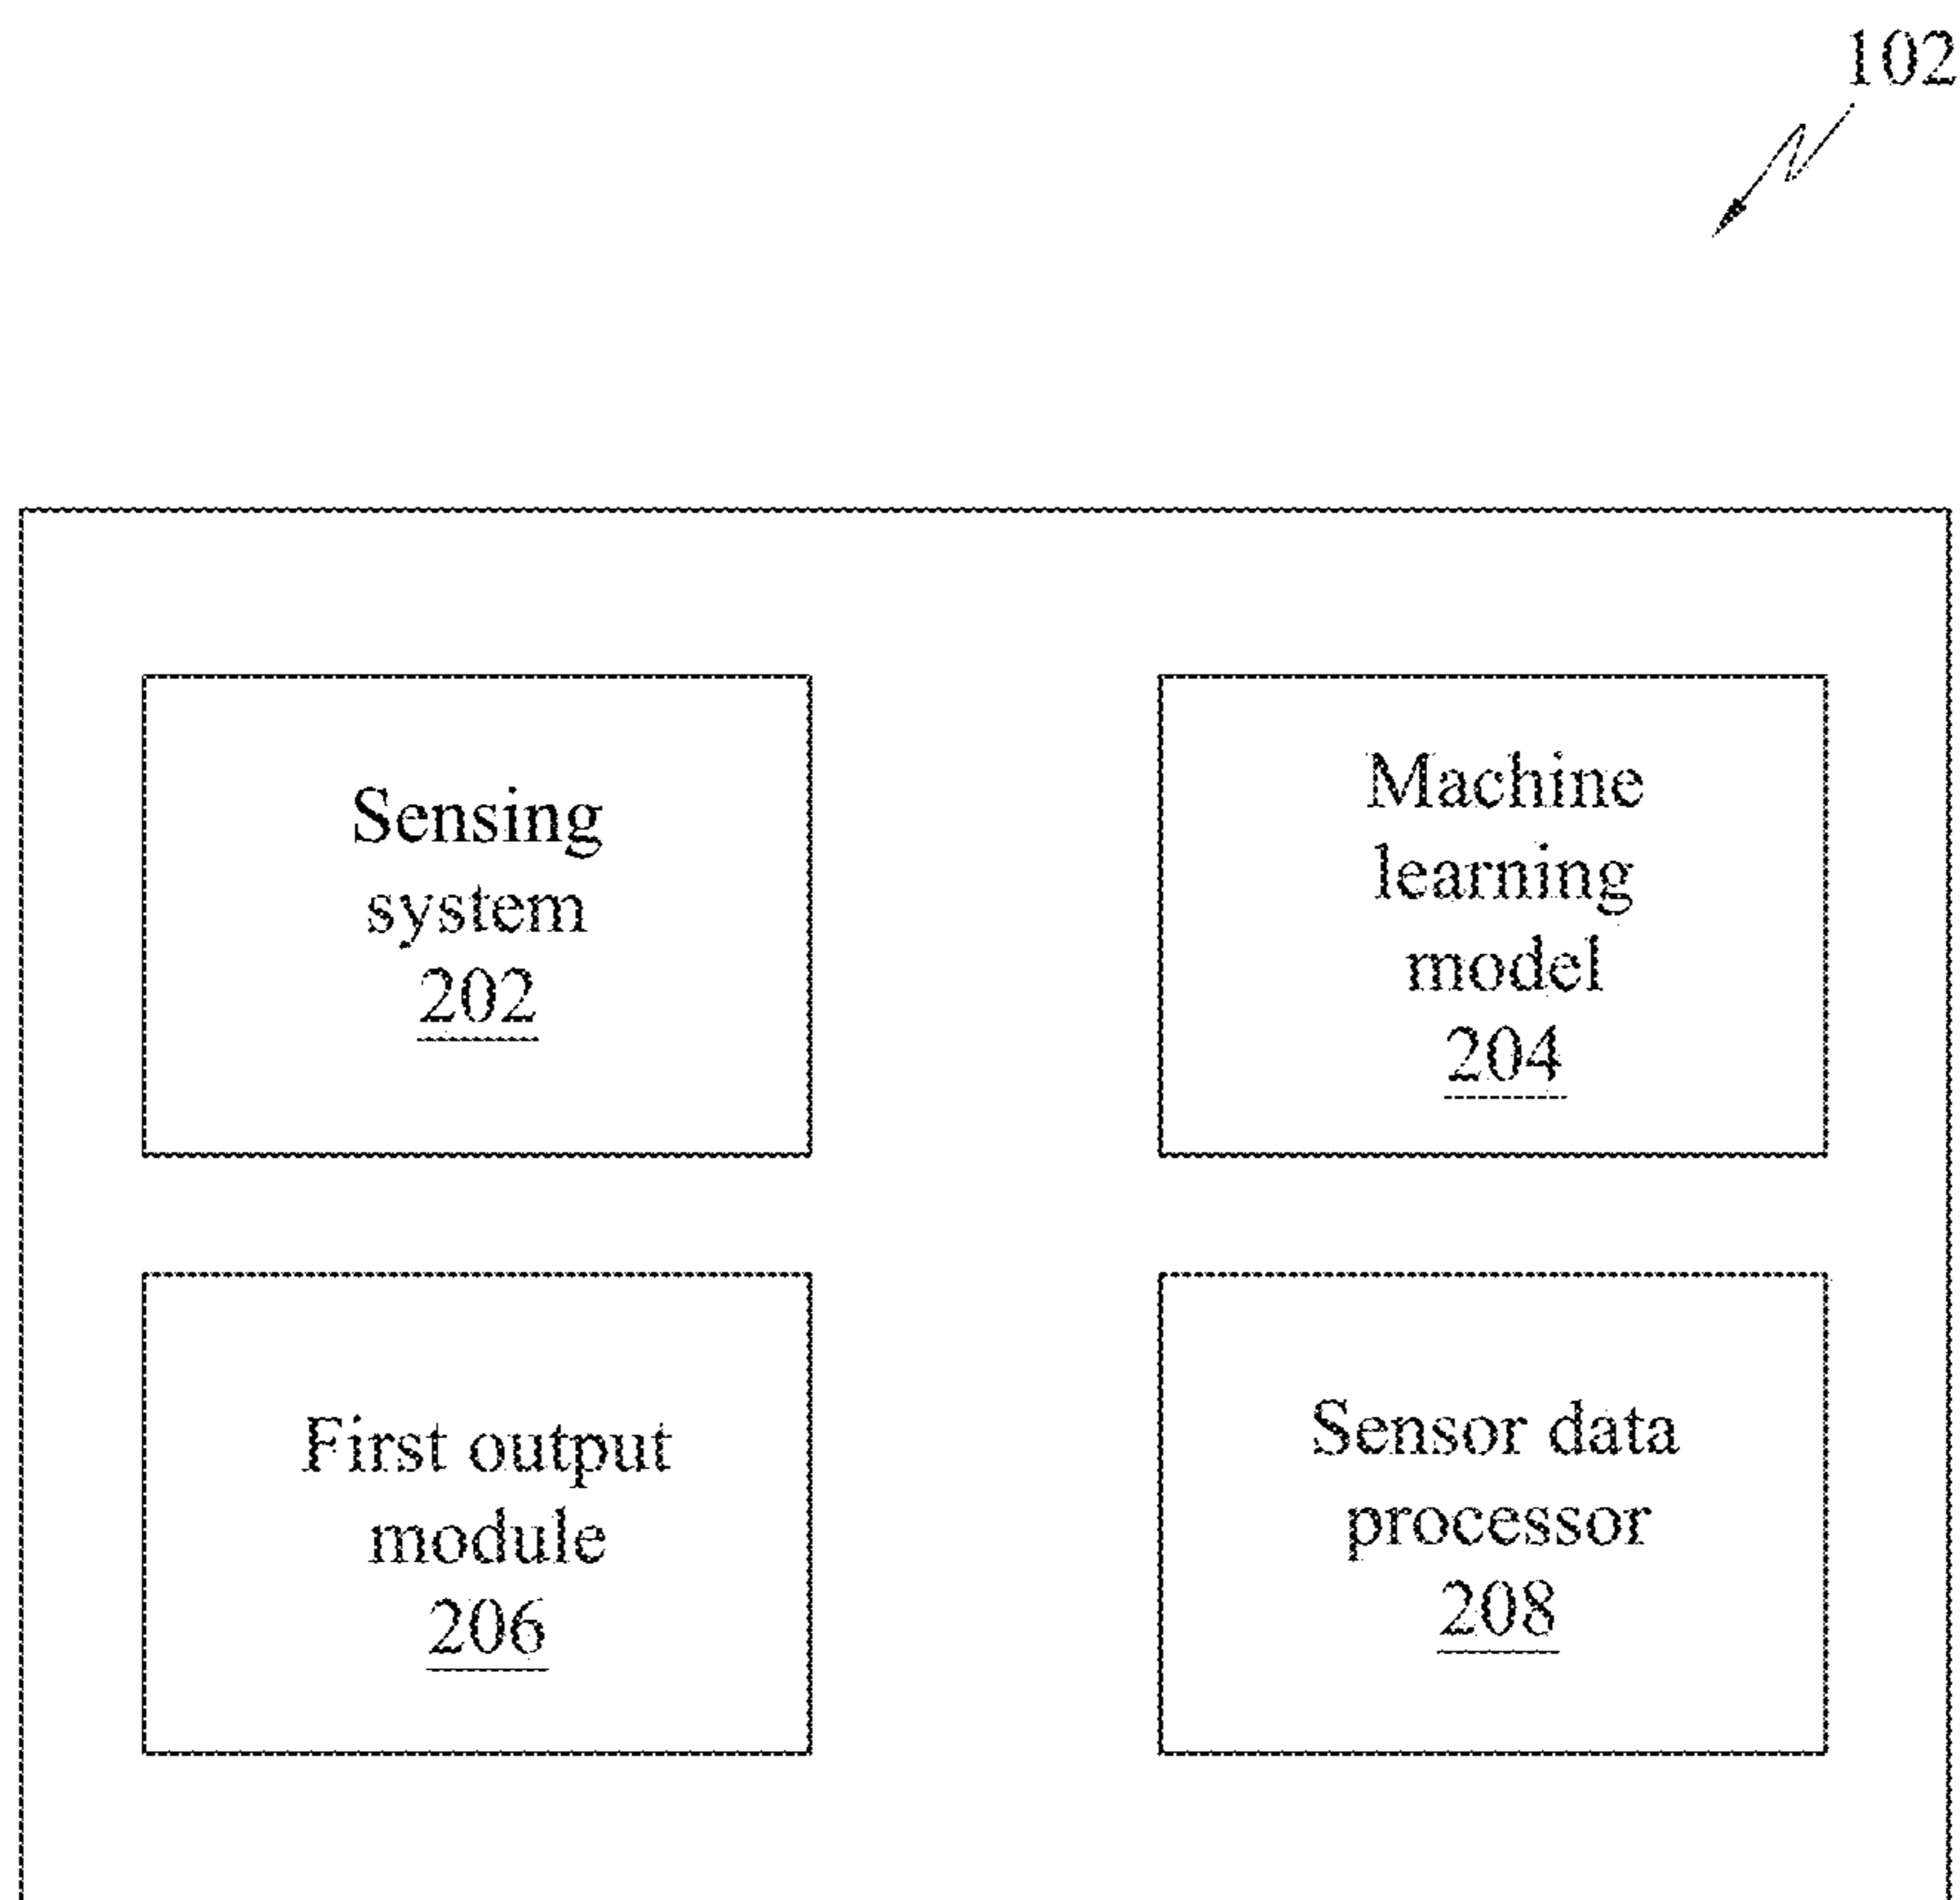 102
Sensing
system
202
Machine
learning
model
204
First output
module
206
Sensor data
processor
208